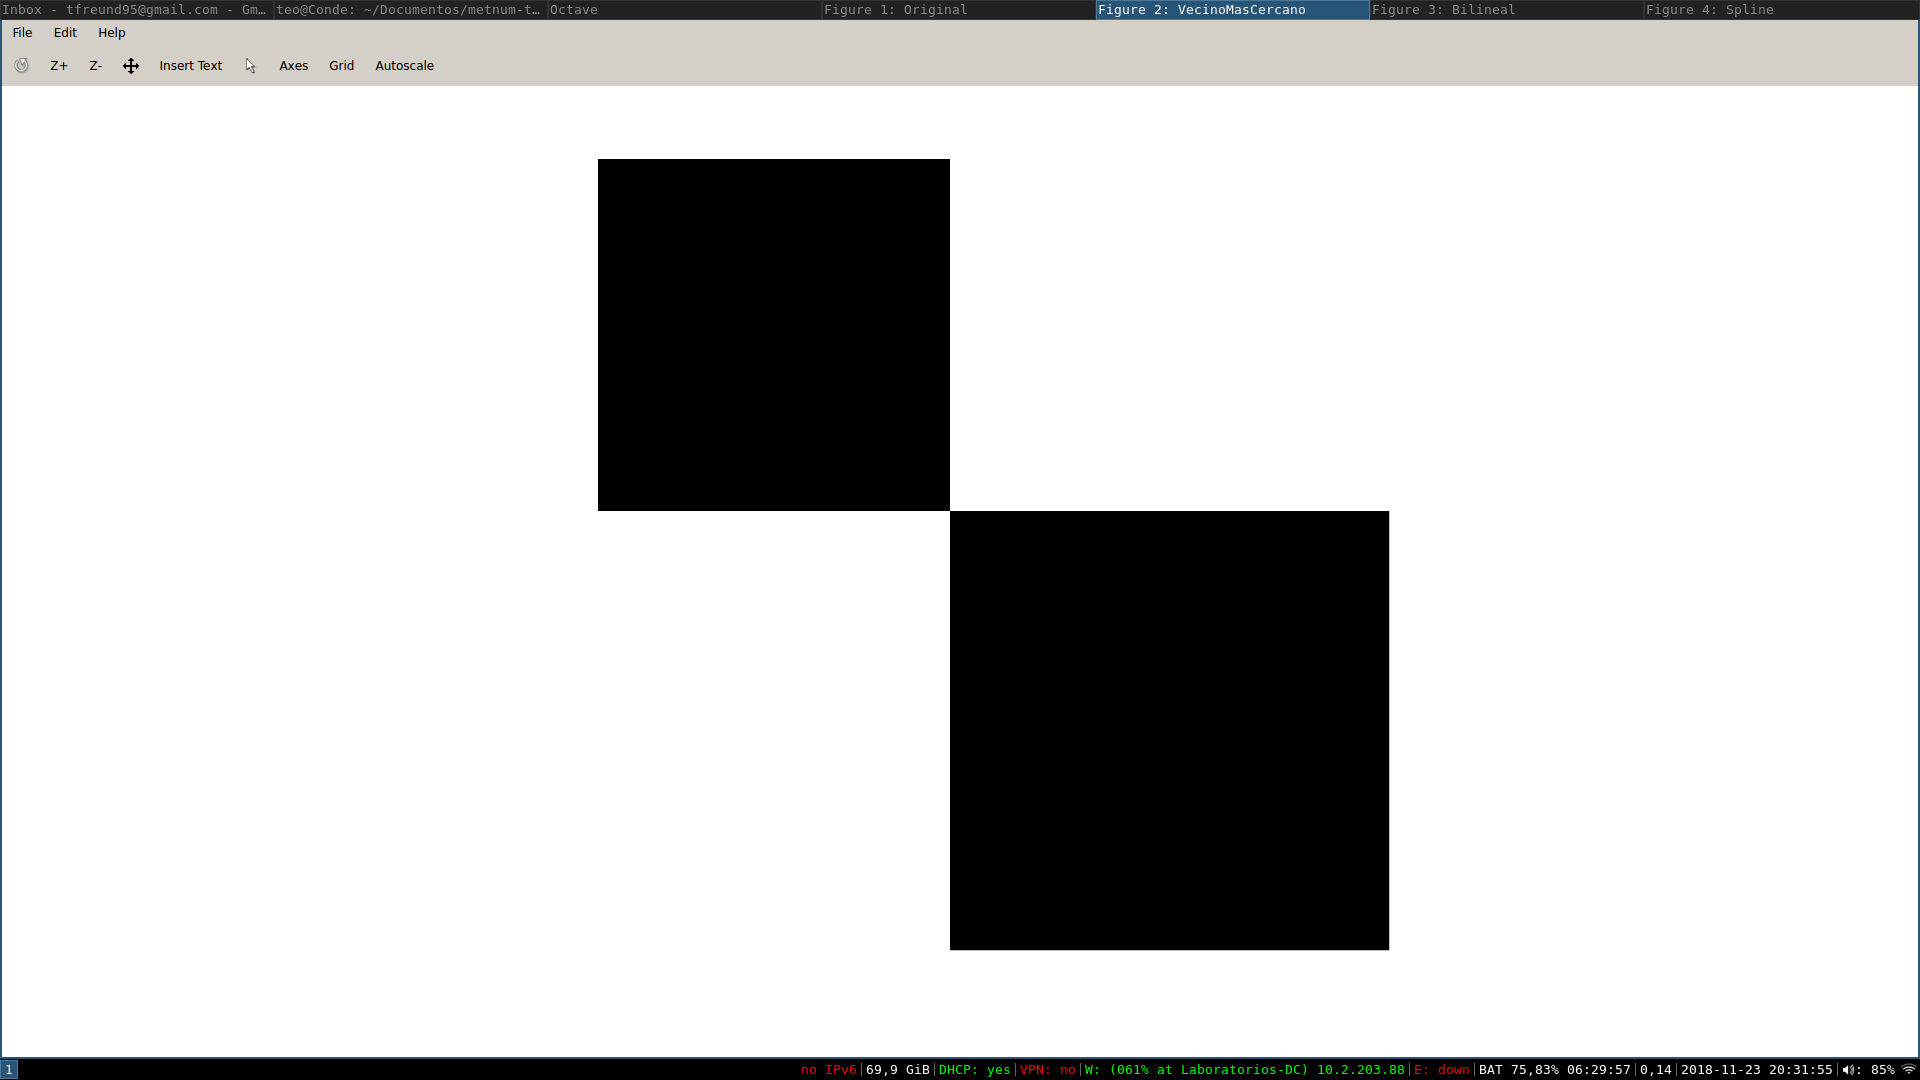 Inbox - tfreund95@gmail.com - Gm… teo@Conde: ~/Documentos/metnum-t… Octave Figure 1: Original Figure 2: VecinoMasCercano Figure 3: Bilineal Figure 4: Spline
File Edit Help
Z+ Z- Insert Text Axes Grid Autoscale
1 no IPv6|69,9 GiB|DHCP: yes|VPN: no|W: (061% at Laboratorios-DC) 10.2.203.88|E: down|BAT 75,83% 06:29:57|0,14|2018-11-23 20:31:55|: 85%